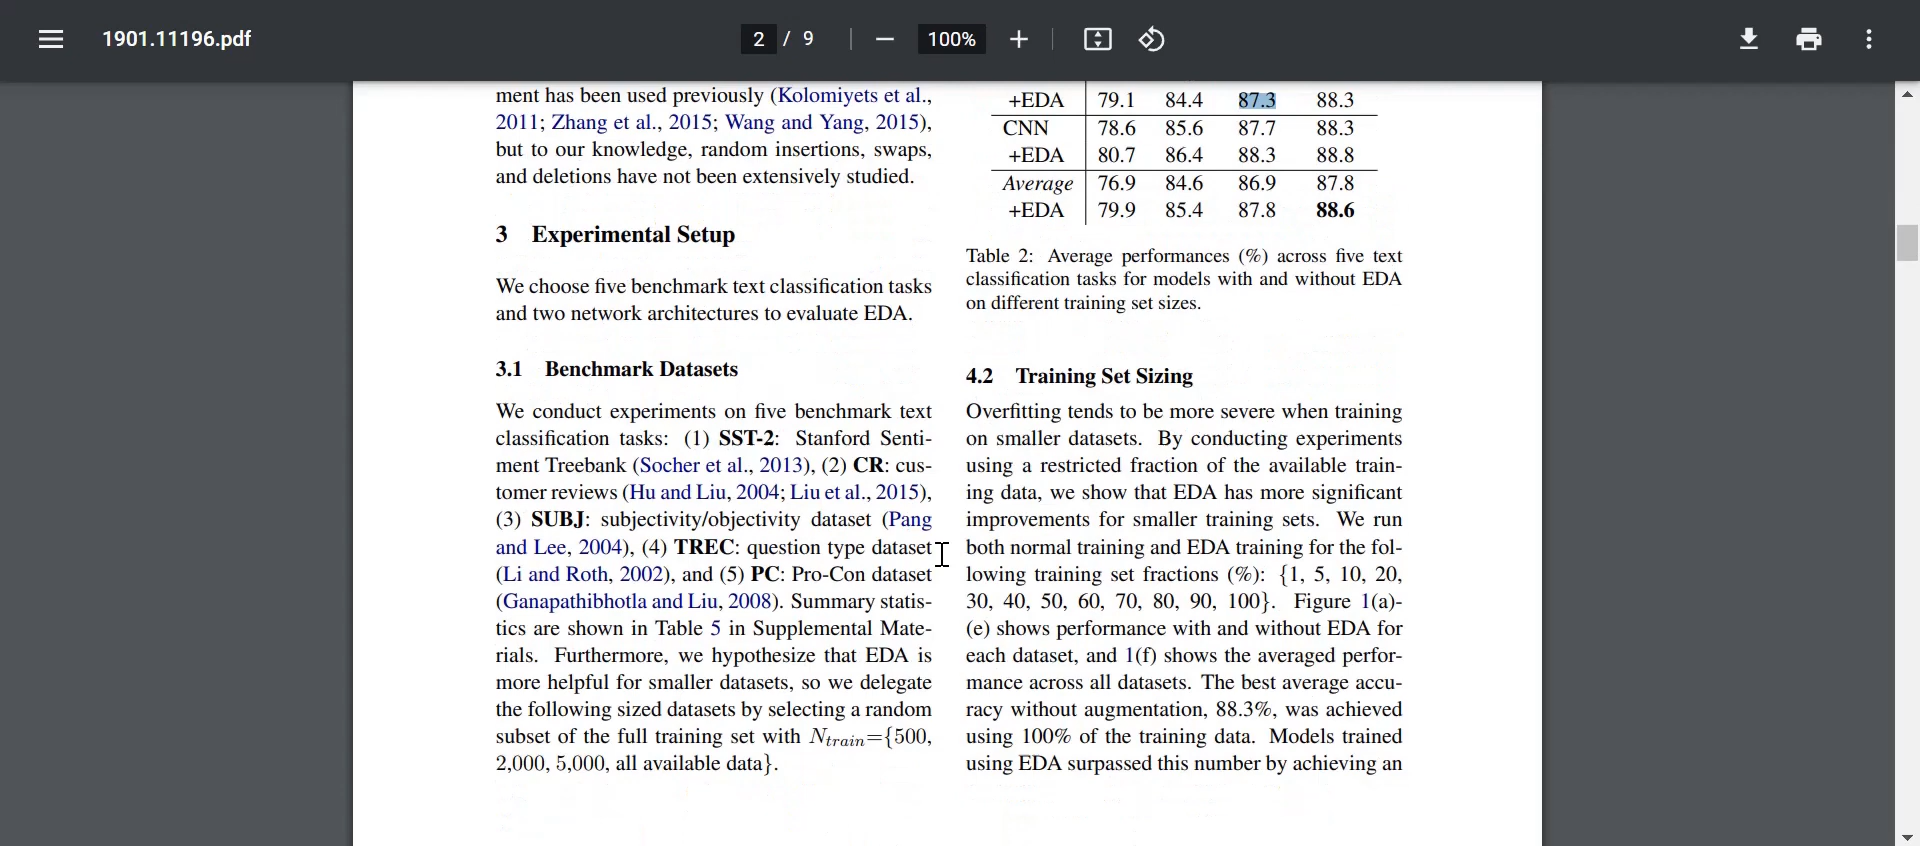 1901.11196.pdf
2 / 9
100%
ment has been used previously (Kolomiyets et al.,
2011; Zhang et al., 2015; Wang and Yang, 2015),
but to our knowledge, random insertions, swaps,
and deletions have not been extensively studied.
3 Experimental Setup
We choose five benchmark text classification tasks
and two network architectures to evaluate EDA.
3.1 Benchmark Datasets
We conduct experiments on five benchmark text
classification tasks: (1) SST-2: Stanford Senti-
ment Treebank (Socher et al., 2013), (2) CR: cus-
tomer reviews (Hu and Liu, 2004; Liu et al., 2015),
(3) SUBJ: subjectivity/objectivity dataset (Pang
and Lee, 2004), (4) TREC: question type dataset
(Li and Roth, 2002), and (5) PC: Pro-Con dataset
(Ganapathibhotla and Liu, 2008). Summary statis-
tics are shown in Table 5 in Supplemental Mate-
rials. Furthermore, we hypothesize that EDA is
more helpful for smaller datasets, so we delegate
the following sized datasets by selecting a random
subset of the full training set with Ntrain={500,
2,000, 5,000, all available data}.
+EDA 79.1 84.4 87.3 88.3
CNN 78.6 85.6 87.7 88.3
+EDA 80.7 86.4 88.3 88.8
Average 76.9 84.6 86.9 87.8
+EDA 79.9 85.4 87.8 88.6
Table 2: Average performances (%) across five text
classification tasks for models with and without EDA
on different training set sizes.
4.2 Training Set Sizing
Overfitting tends to be more severe when training
on smaller datasets. By conducting experiments
using a restricted fraction of the available train-
ing data, we show that EDA has more significant
improvements for smaller training sets. We run
both normal training and EDA training for the fol-
lowing training set fractions (%): {1, 5, 10, 20,
30, 40, 50, 60, 70, 80, 90, 100}. Figure 1(a)-
(e) shows performance with and without EDA for
each dataset, and 1(f) shows the averaged perfor-
mance across all datasets. The best average accu-
racy without augmentation, 88.3%, was achieved
using 100% of the training data. Models trained
using EDA surpassed this number by achieving an